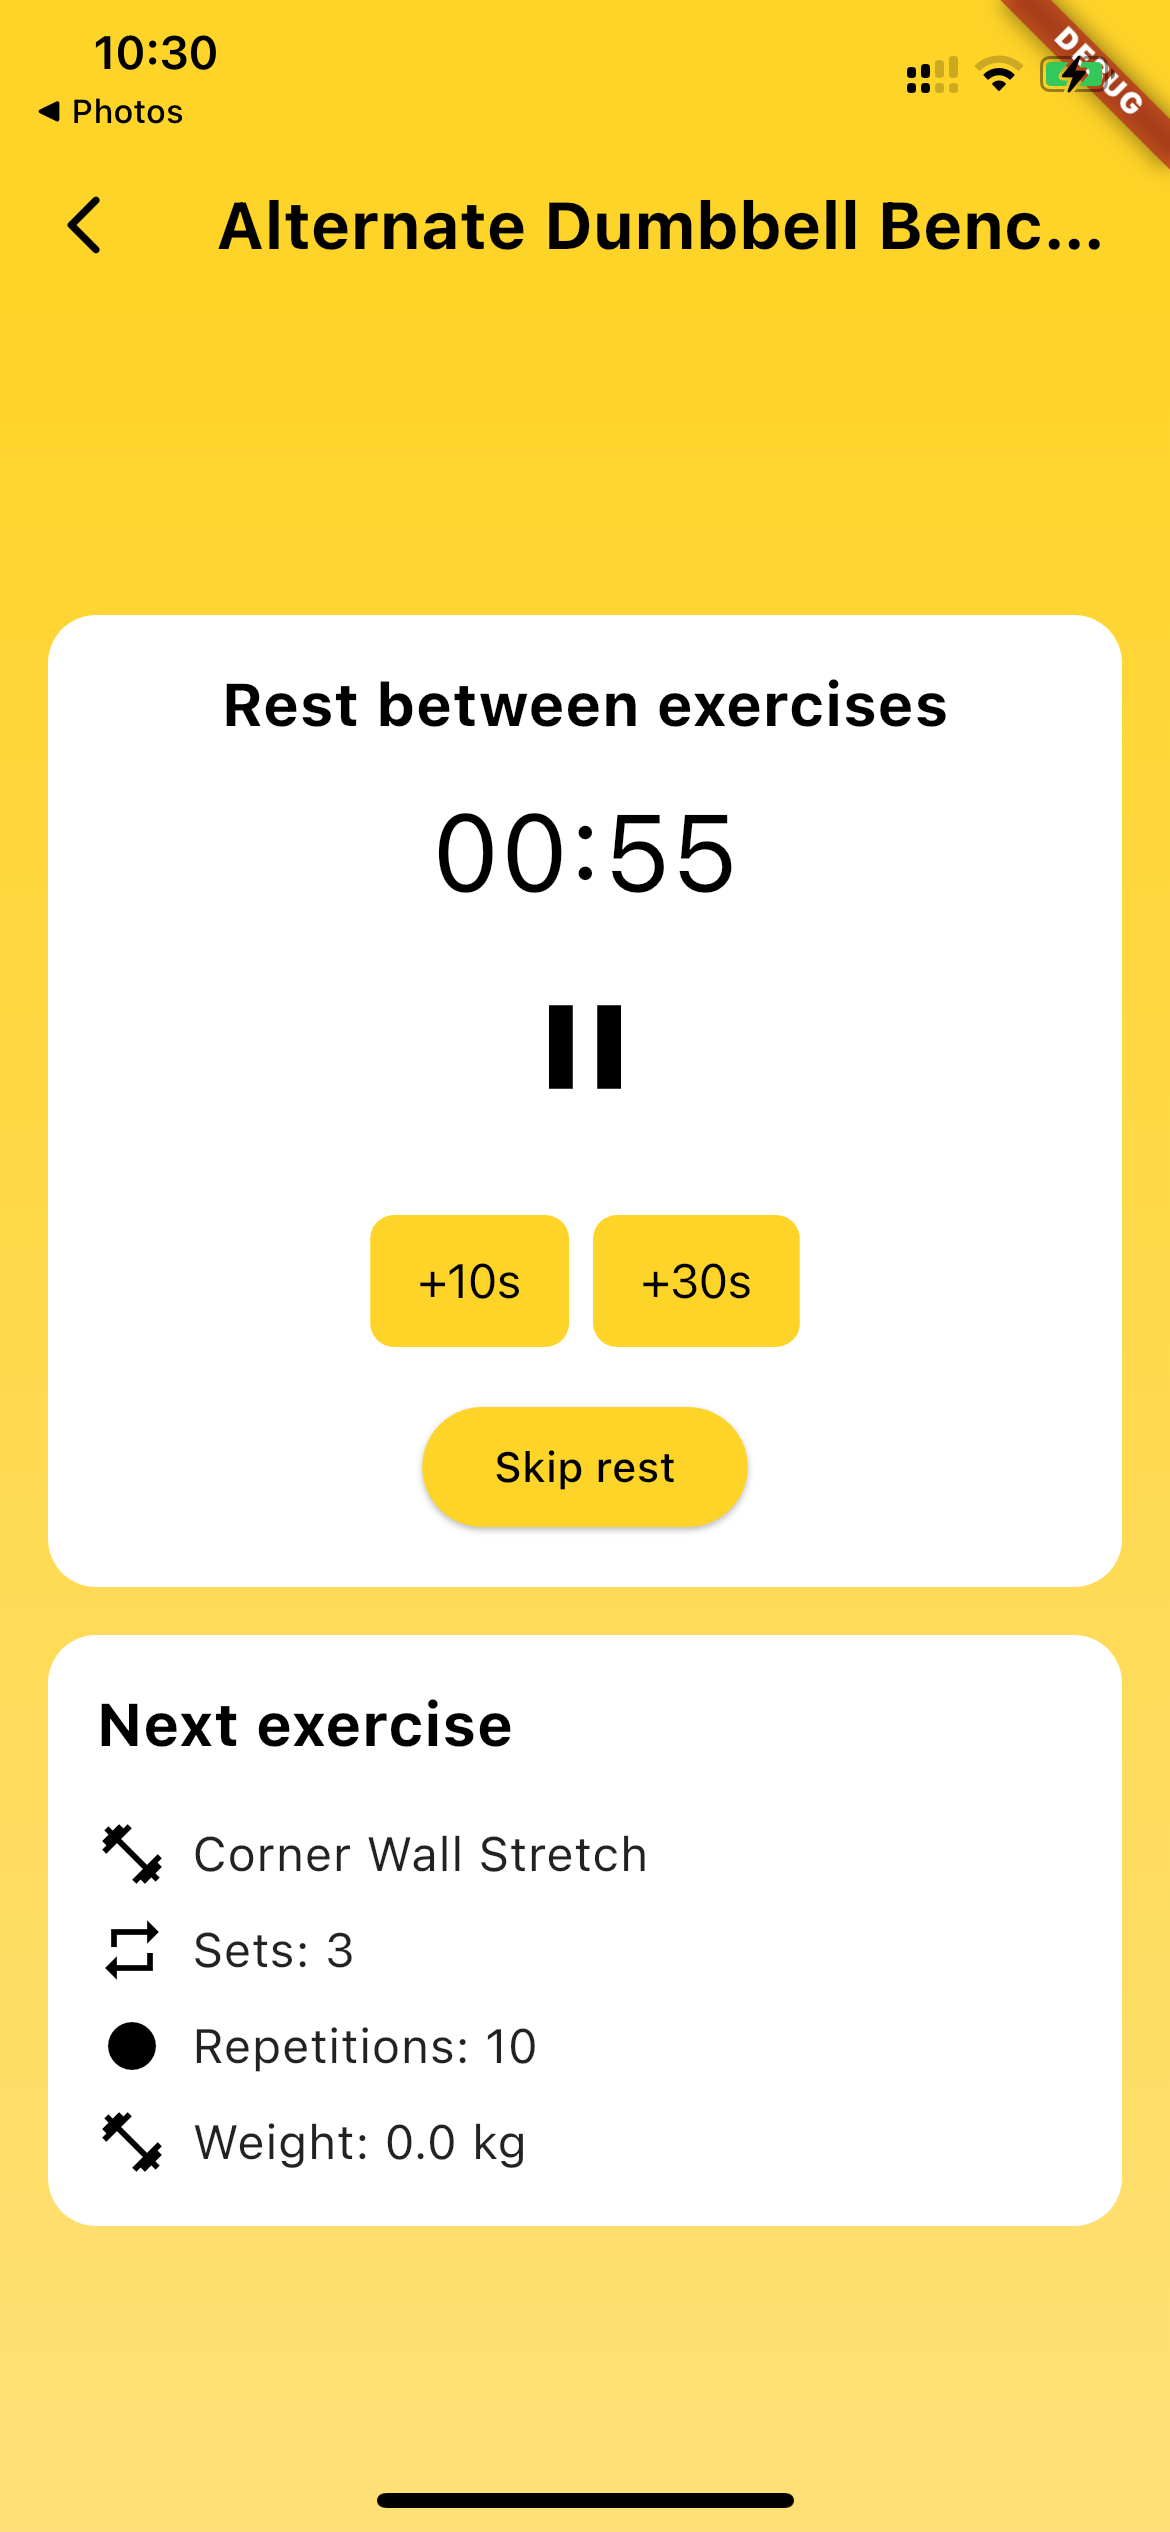 10:30
Photos
DEBUG
Alternate Dumbbell Benc...
Rest between exercises
00:55
+10s +30s
Skip rest
Next exercise
Corner Wall Stretch
Sets: 3
Repetitions: 10
Weight: 0.0 kg